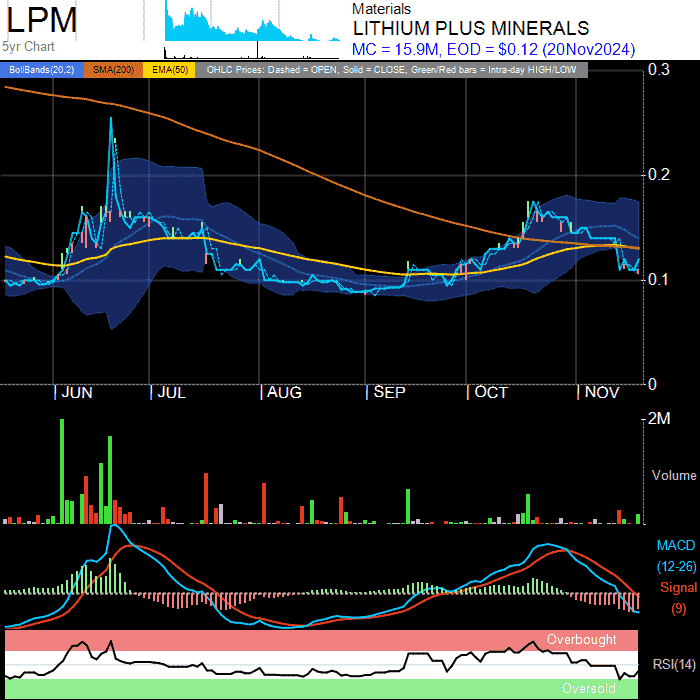 LPM
5yr Chart
Materials
LITHIUM PLUS MINERALS
MC = 15.9M, EOD = $0.12 (20Nov2024)
BollBands(20,2) SMA(200) EMA(50) OHLC Prices: Dashed = OPEN, Solid = CLOSE, Green/Red bars = Intra-day HIGH/LOW
0.3
0.2
0.1
0
| JUN | JUL | AUG | SEP | OCT | NOV
2M
Volume
MACD
(12-26)
Signal
(9)
Overbought
RSI(14)
Oversold